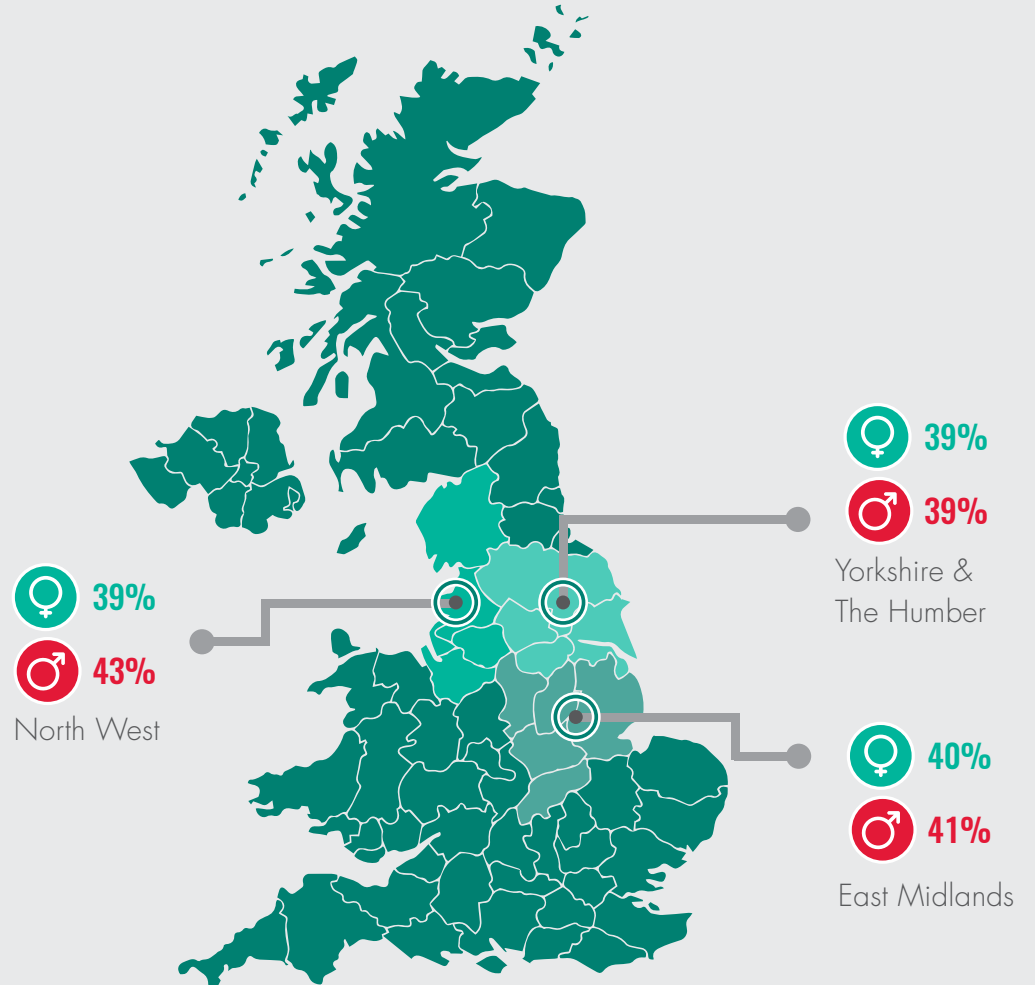 39%
39%
Yorkshire &
The Humber
39%
43%
North West
40%
41%
East Midlands